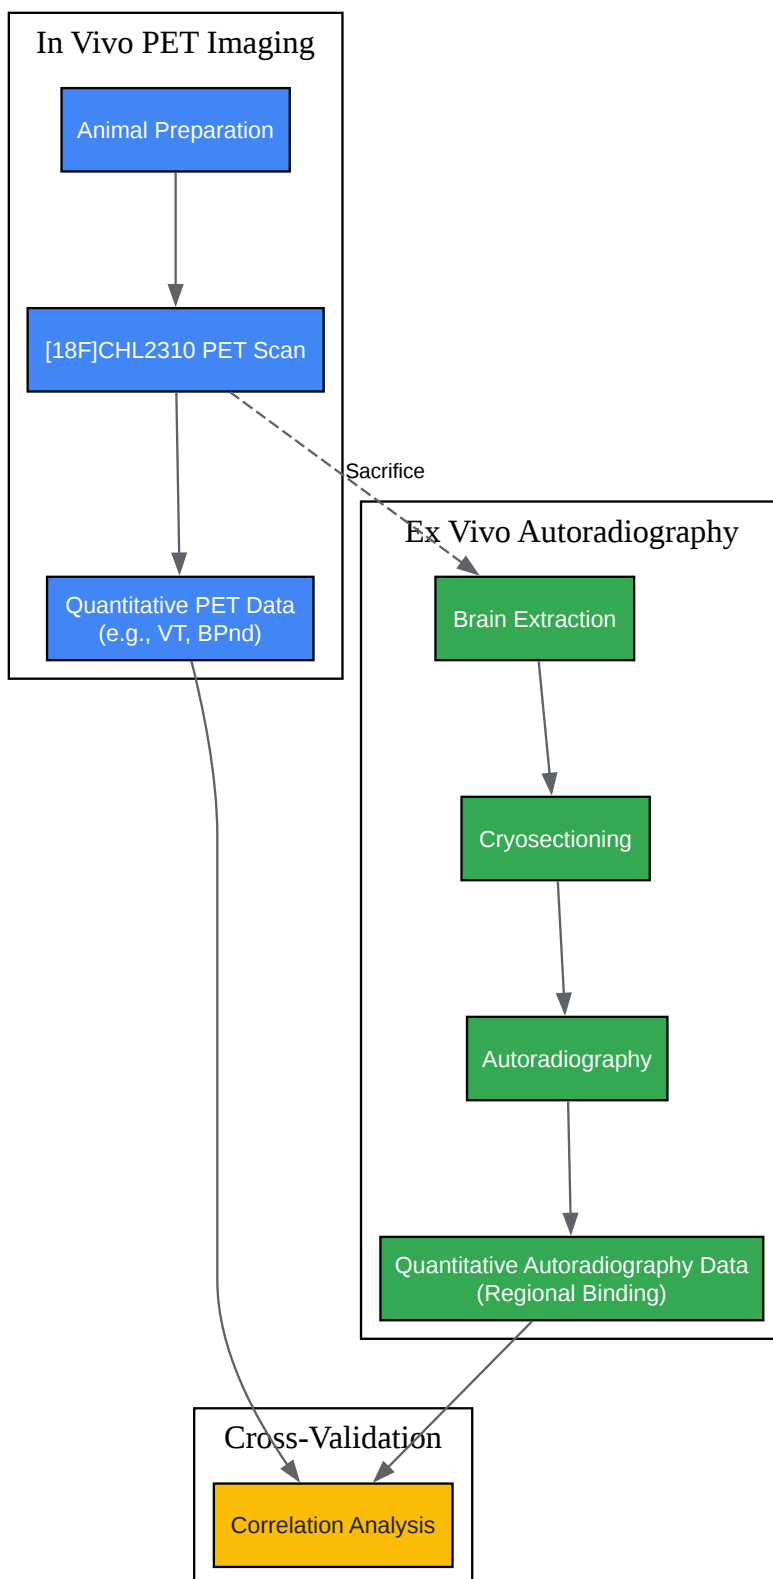 In Vivo PET Imaging
Animal Preparation
[18F]CHL2310 PET Scan
Sacrifice
Quantitative PET Data
(e.g., VT, BPnd)
Ex Vivo Autoradiography
Brain Extraction
Cryosectioning
Autoradiography
Quantitative Autoradiography Data
(Regional Binding)
Cross-Validation
Correlation Analysis